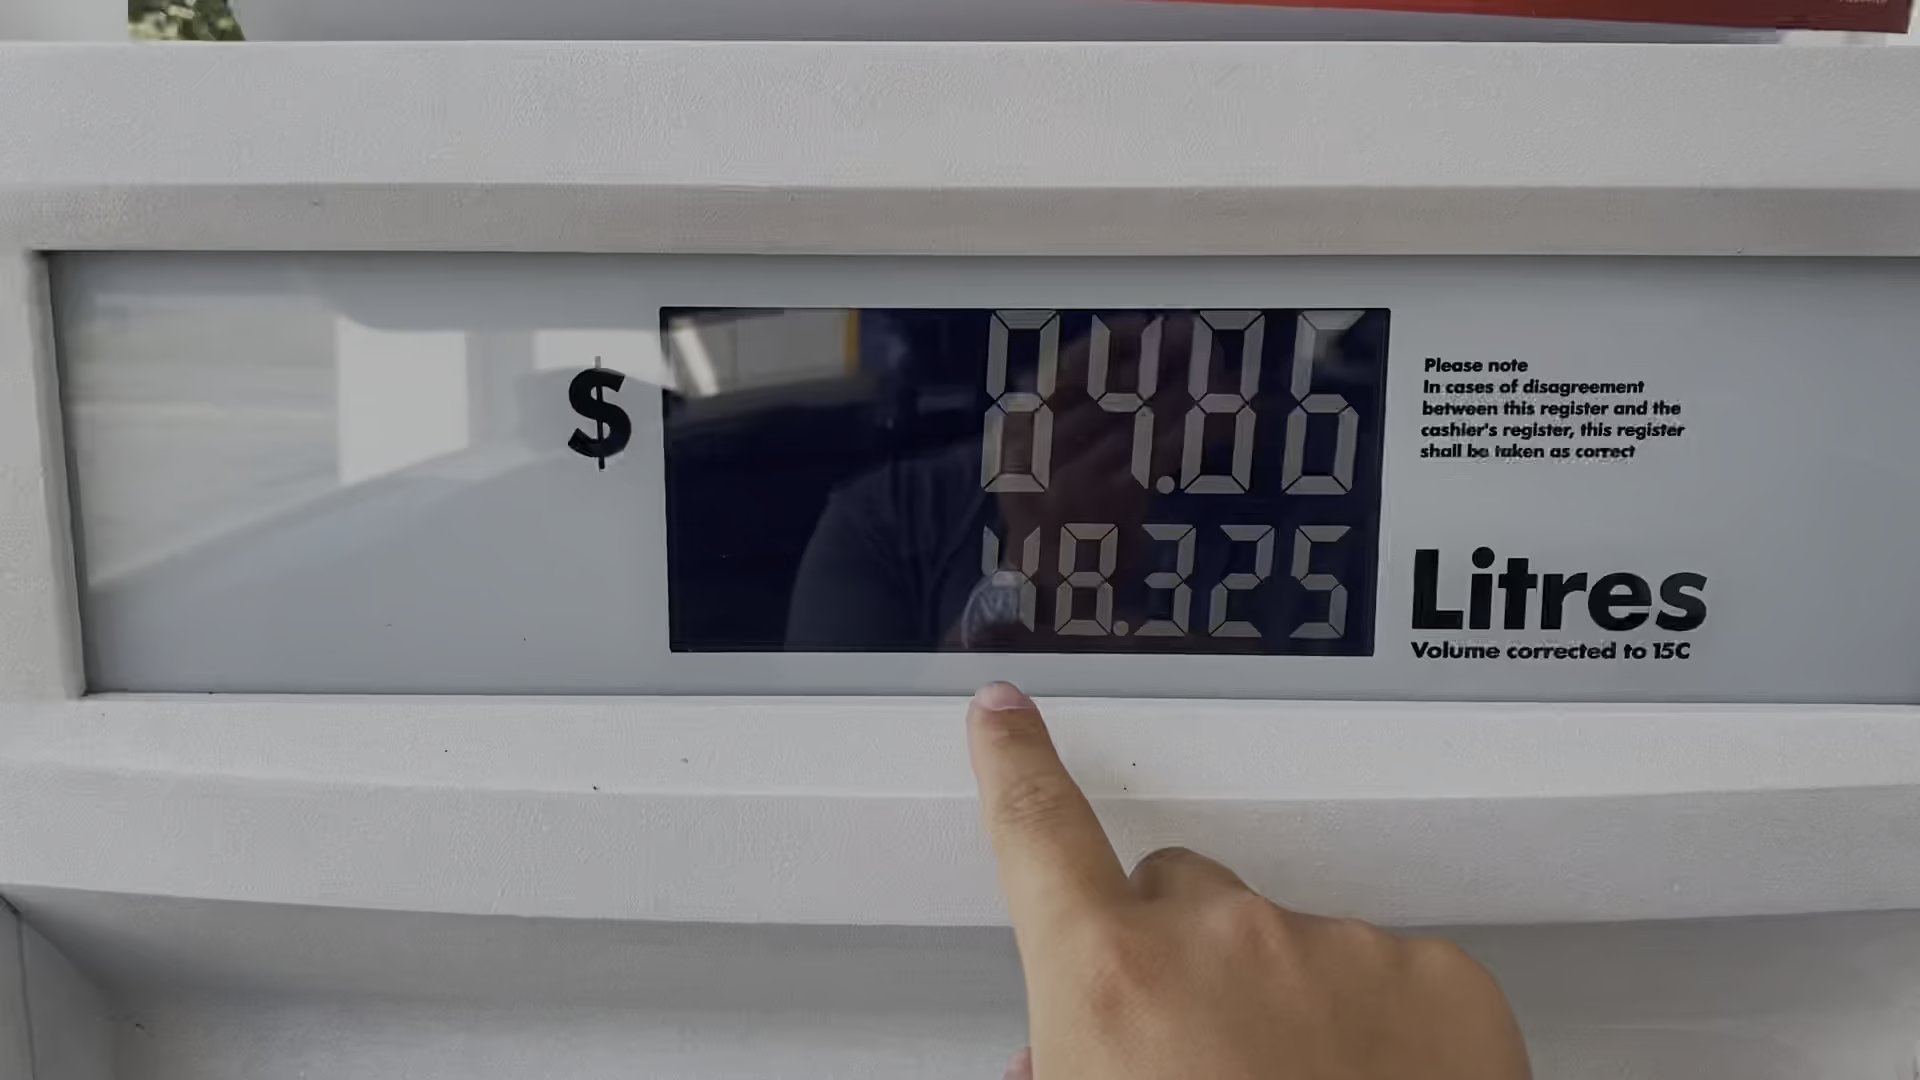 $ 84.86
Please note
In cases of disagreement
between this register and the
cashier's register, this register
shall be taken as correct
48.325 Litres
Volume corrected to 15C